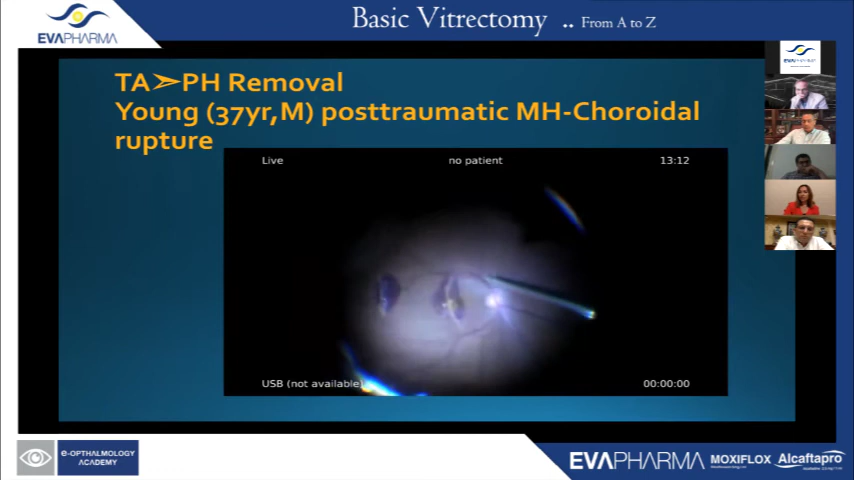 EVAPHARMA
Basic Vitrectomy .. From A to Z
EVAPHARMA
TA➢PH Removal
Young (37yr,M) posttraumatic MH-Choroidal
rupture
Live no patient 13:12
USB (not available) 00:00:00
e-OPTHALMOLOGY
ACADEMY
EVAPHARMA MOXIFLOX Alcaftapro